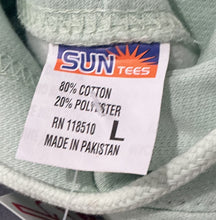 SUN
TEES
80% COTTON
20% POLYESTER
RN 118510 L
MADE IN PAKISTAN